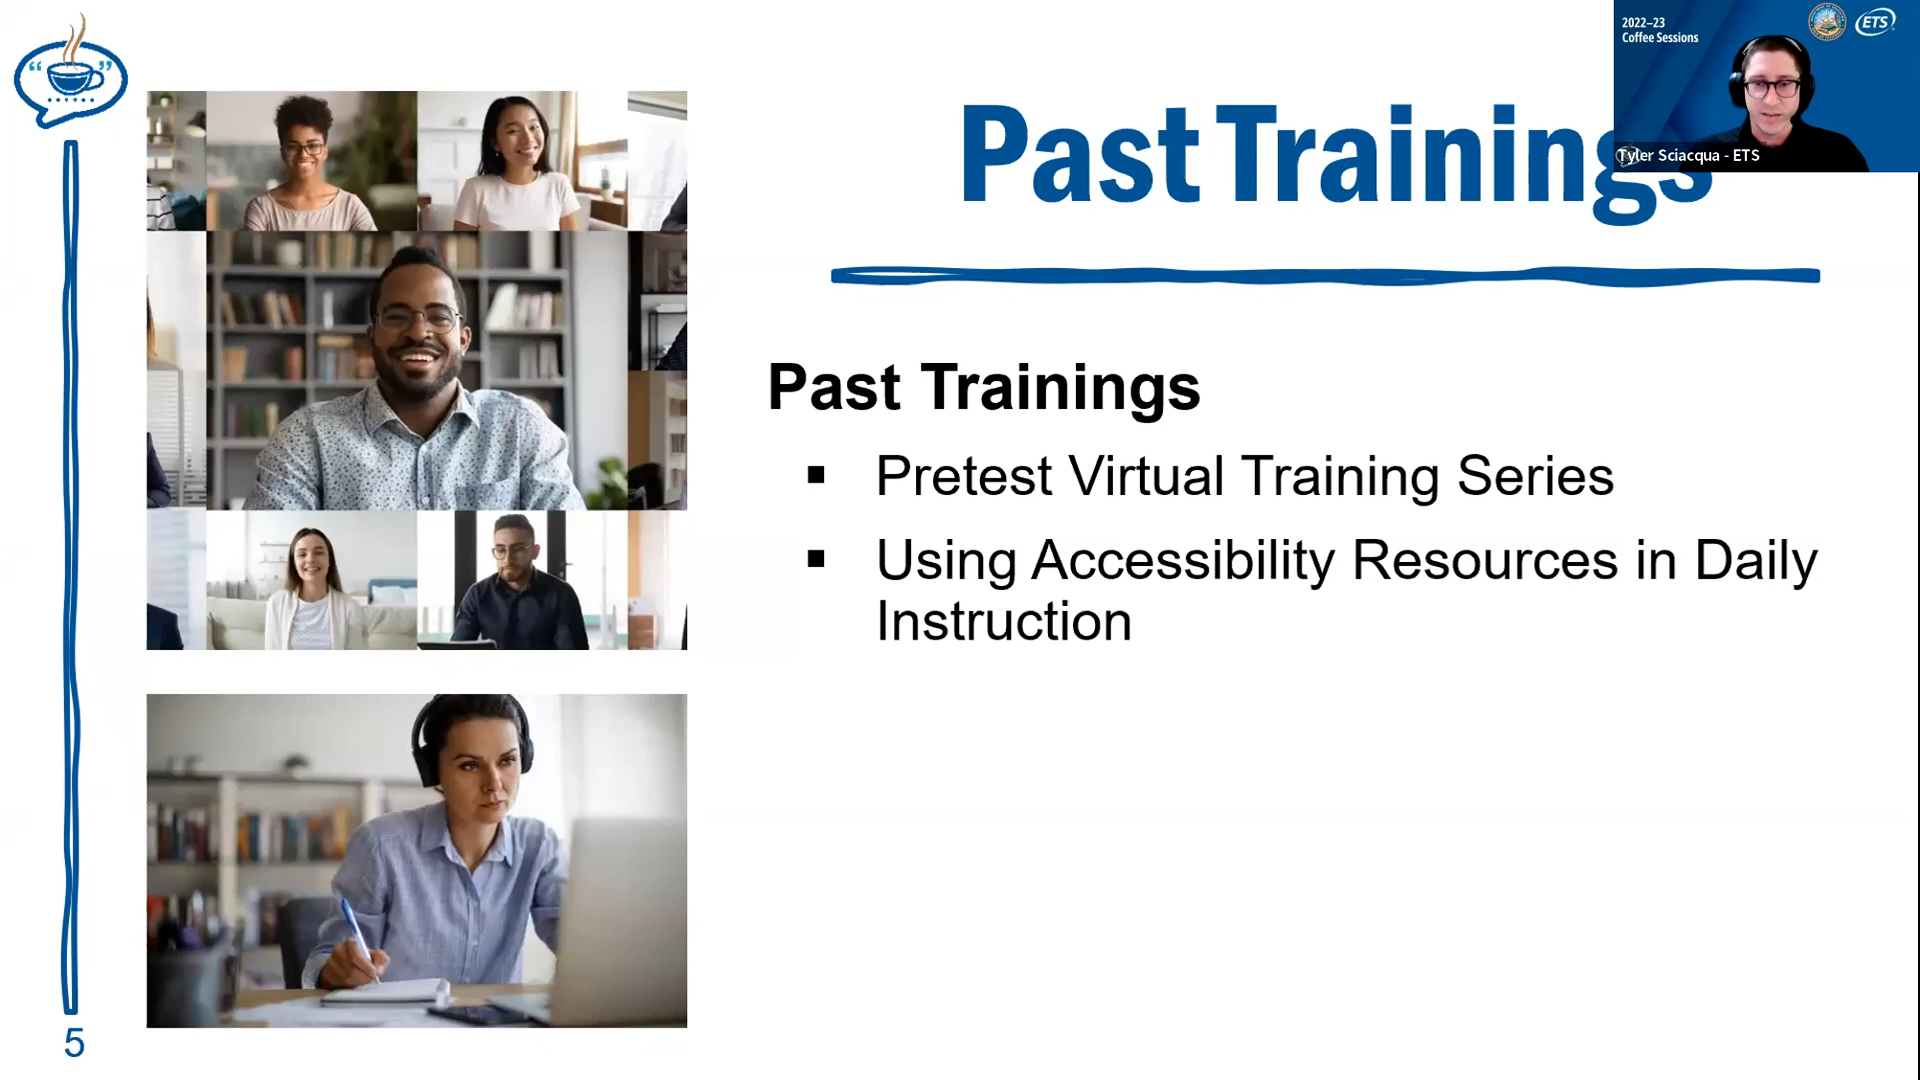 2022–23
Coffee Sessions
ETS
Tyler Sciacqua - ETS
Past Trainings
Past Trainings
▪ Pretest Virtual Training Series
▪ Using Accessibility Resources in Daily
Instruction
5